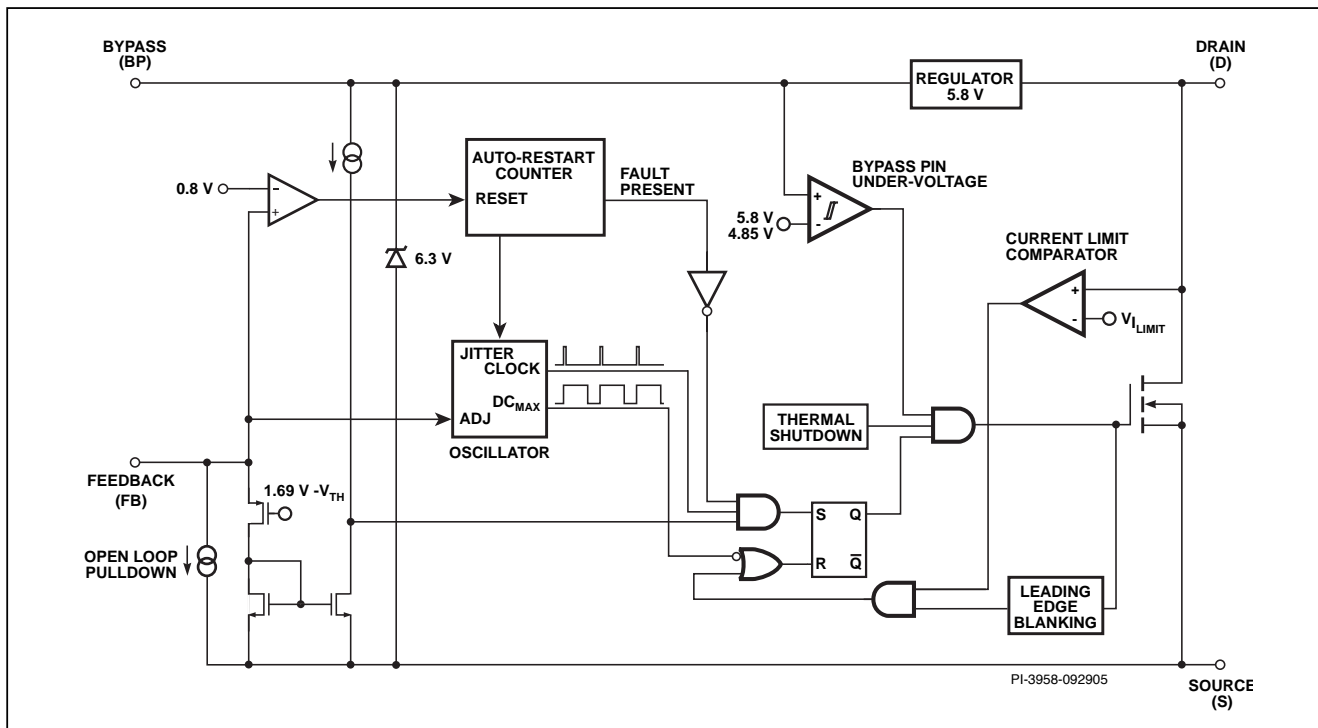 BYPASS
(BP)
DRAIN
(D)
REGULATOR
5.8 V
AUTO-RESTART
COUNTER
RESET
FAULT
PRESENT
BYPASS PIN
UNDER-VOLTAGE
0.8 V
-
+
+
-
5.8 V
4.85 V
6.3 V
CURRENT LIMIT
COMPARATOR
+
-
VI LIMIT
JITTER
CLOCK
DCMAX
ADJ
OSCILLATOR
THERMAL
SHUTDOWN
FEEDBACK
(FB)
1.69 V -VTH
OPEN LOOP
PULLDOWN
S Q
R Q̅
LEADING
EDGE
BLANKING
PI-3958-092905
SOURCE
(S)